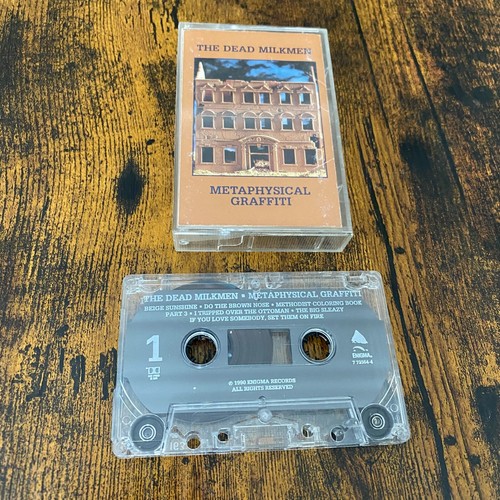 THE DEAD MILKMEN
METAPHYSICAL
GRAFFITI
THE DEAD MILKMEN • METAPHYSICAL GRAFFITI
BEIGE SUNSHINE • DO THE BROWN NOSE • METHODIST COLORING BOOK
PART 3 • I TRIPPED OVER THE OTTOMAN • THE BIG SLEAZY
IF YOU LOVE SOMEBODY, SET THEM ON FIRE
1
ENIGMA
© 1990 ENIGMA RECORDS
ALL RIGHTS RESERVED